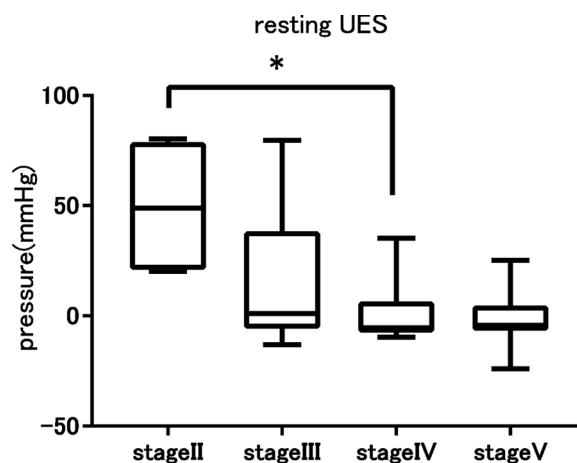 resting UES
*
pressure(mmHg)
100
50
0
-50
stageⅡ
stageⅢ
stageⅣ
stageⅤ